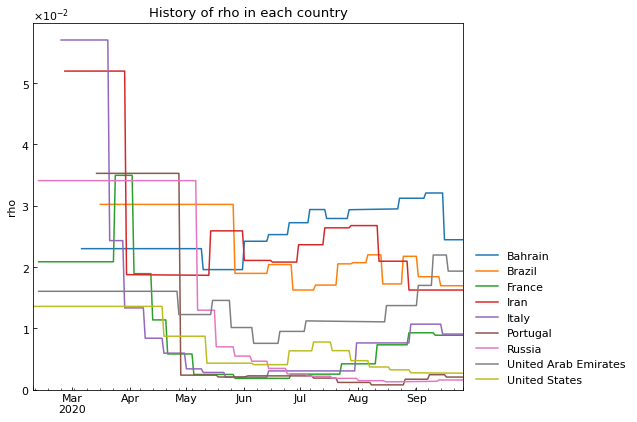 History of rho in each country
×10⁻²
5
4
3
2
1
0
rho
Mar Apr May Jun Jul Aug Sep
2020
Bahrain
Brazil
France
Iran
Italy
Portugal
Russia
United Arab Emirates
United States